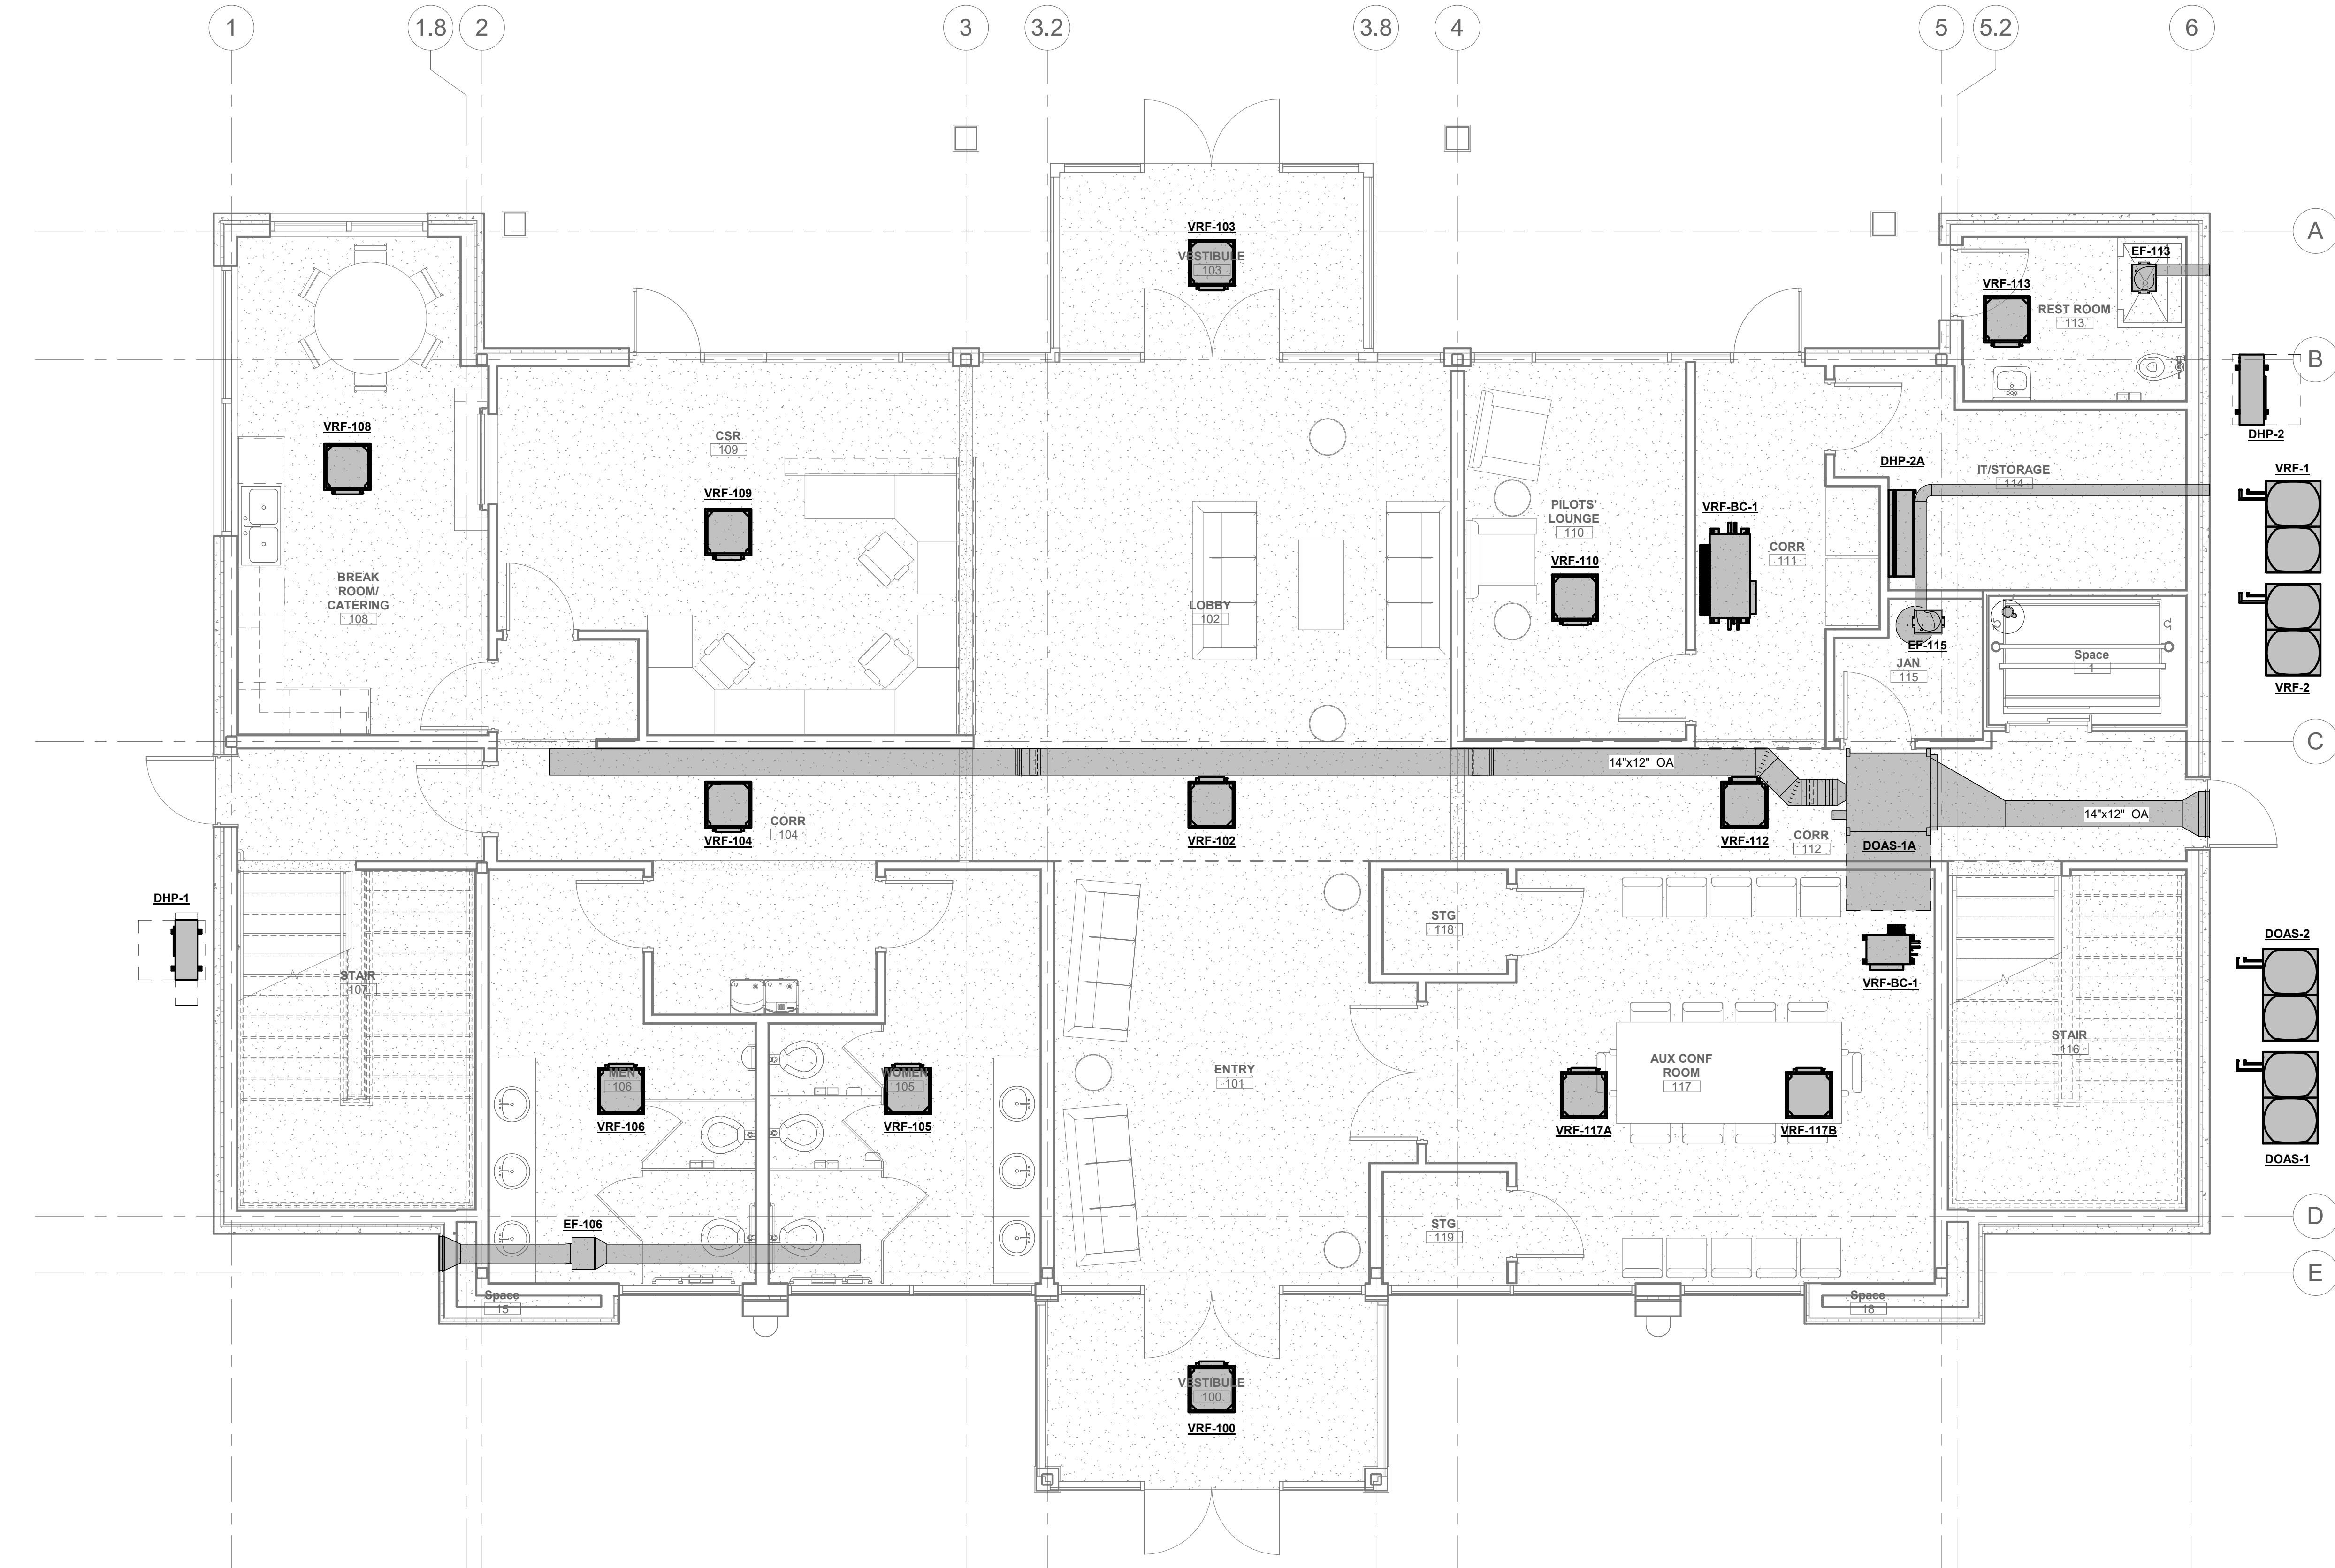 1
1.8
2
3
3.2
3.8
4
5
5.2
6
A
VRF-103
VESTIBULE
103
EF-113
VRF-113
REST ROOM
113
B
DHP-2
VRF-108
CSR
109
DHP-2A
IT/STORAGE
114
VRF-1
VRF-109
PILOTS'
LOUNGE
110
VRF-BC-1
CORR
111
VRF-110
BREAK
ROOM/
CATERING
108
LOBBY
102
EF-115
JAN
115
Space
1
VRF-2
C
14"x12" OA
14"x12" OA
VRF-104
CORR
104
VRF-102
VRF-112
CORR
112
DOAS-1A
DHP-1
STG
118
DOAS-2
STAIR
107
VRF-BC-1
STAIR
116
MEN
106
WOMEN
105
ENTRY
101
AUX CONF
ROOM
117
VRF-106
VRF-105
VRF-117A
VRF-117B
DOAS-1
EF-106
STG
119
D
E
Space
15
Space
18
VESTIBULE
100
VRF-100